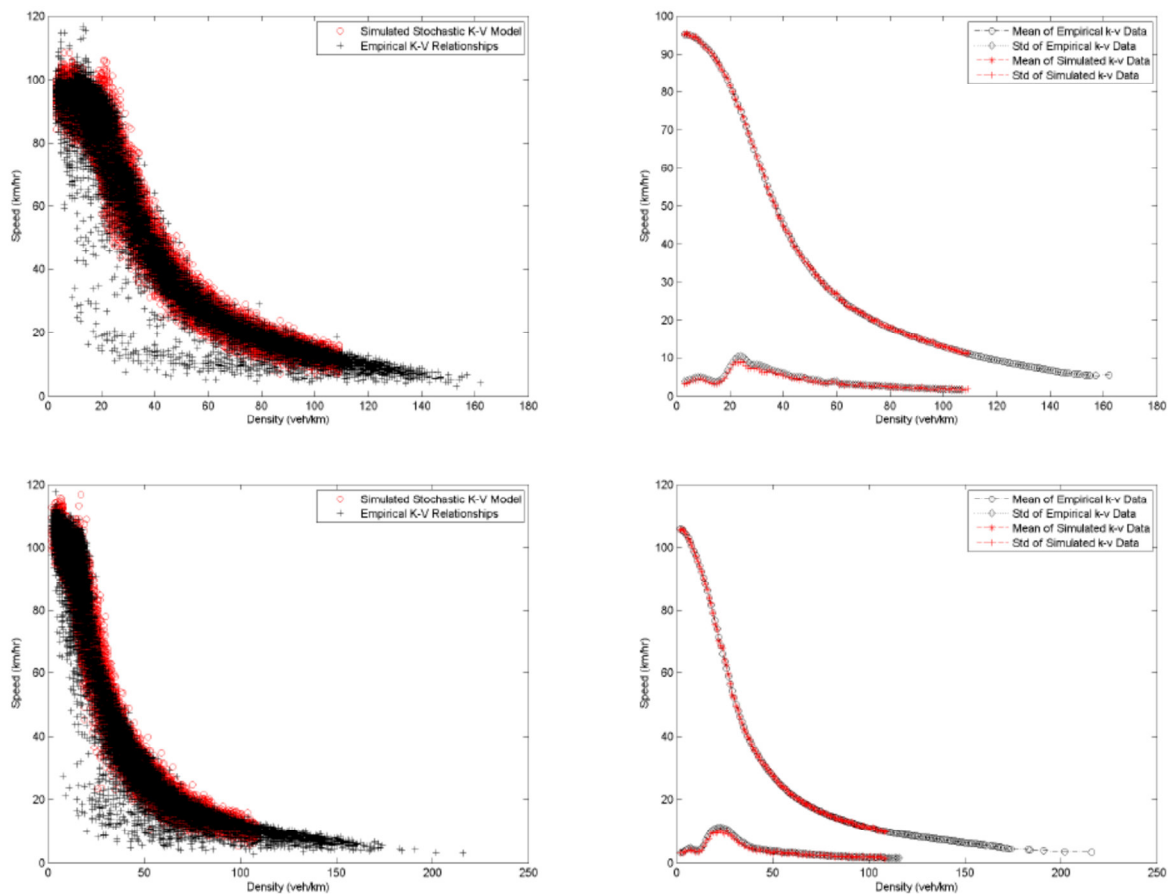 120
100
80
60
40
20
0
0 20 40 60 80 100 120 140 160 180
Speed (km/hr)
Density (veh/km)
Simulated Stochastic K-V Model
Empirical K-V Relationships
100
90
80
70
60
50
40
30
20
10
0
0 20 40 60 80 100 120 140 160 180
Speed (km/hr)
Density (veh/km)
Mean of Empirical k-v Data
Std of Empirical k-v Data
Mean of Simulated k-v Data
Std of Simulated k-v Data
120
100
80
60
40
20
0
0 50 100 150 200 250
Speed (km/hr)
Density (veh/km)
Simulated Stochastic K-V Model
Empirical K-V Relationships
120
100
80
60
40
20
0
0 50 100 150 200 250
Speed (km/hr)
Density (veh/km)
Mean of Empirical k-v Data
Std of Empirical k-v Data
Mean of Simulated k-v Data
Std of Simulated k-v Data